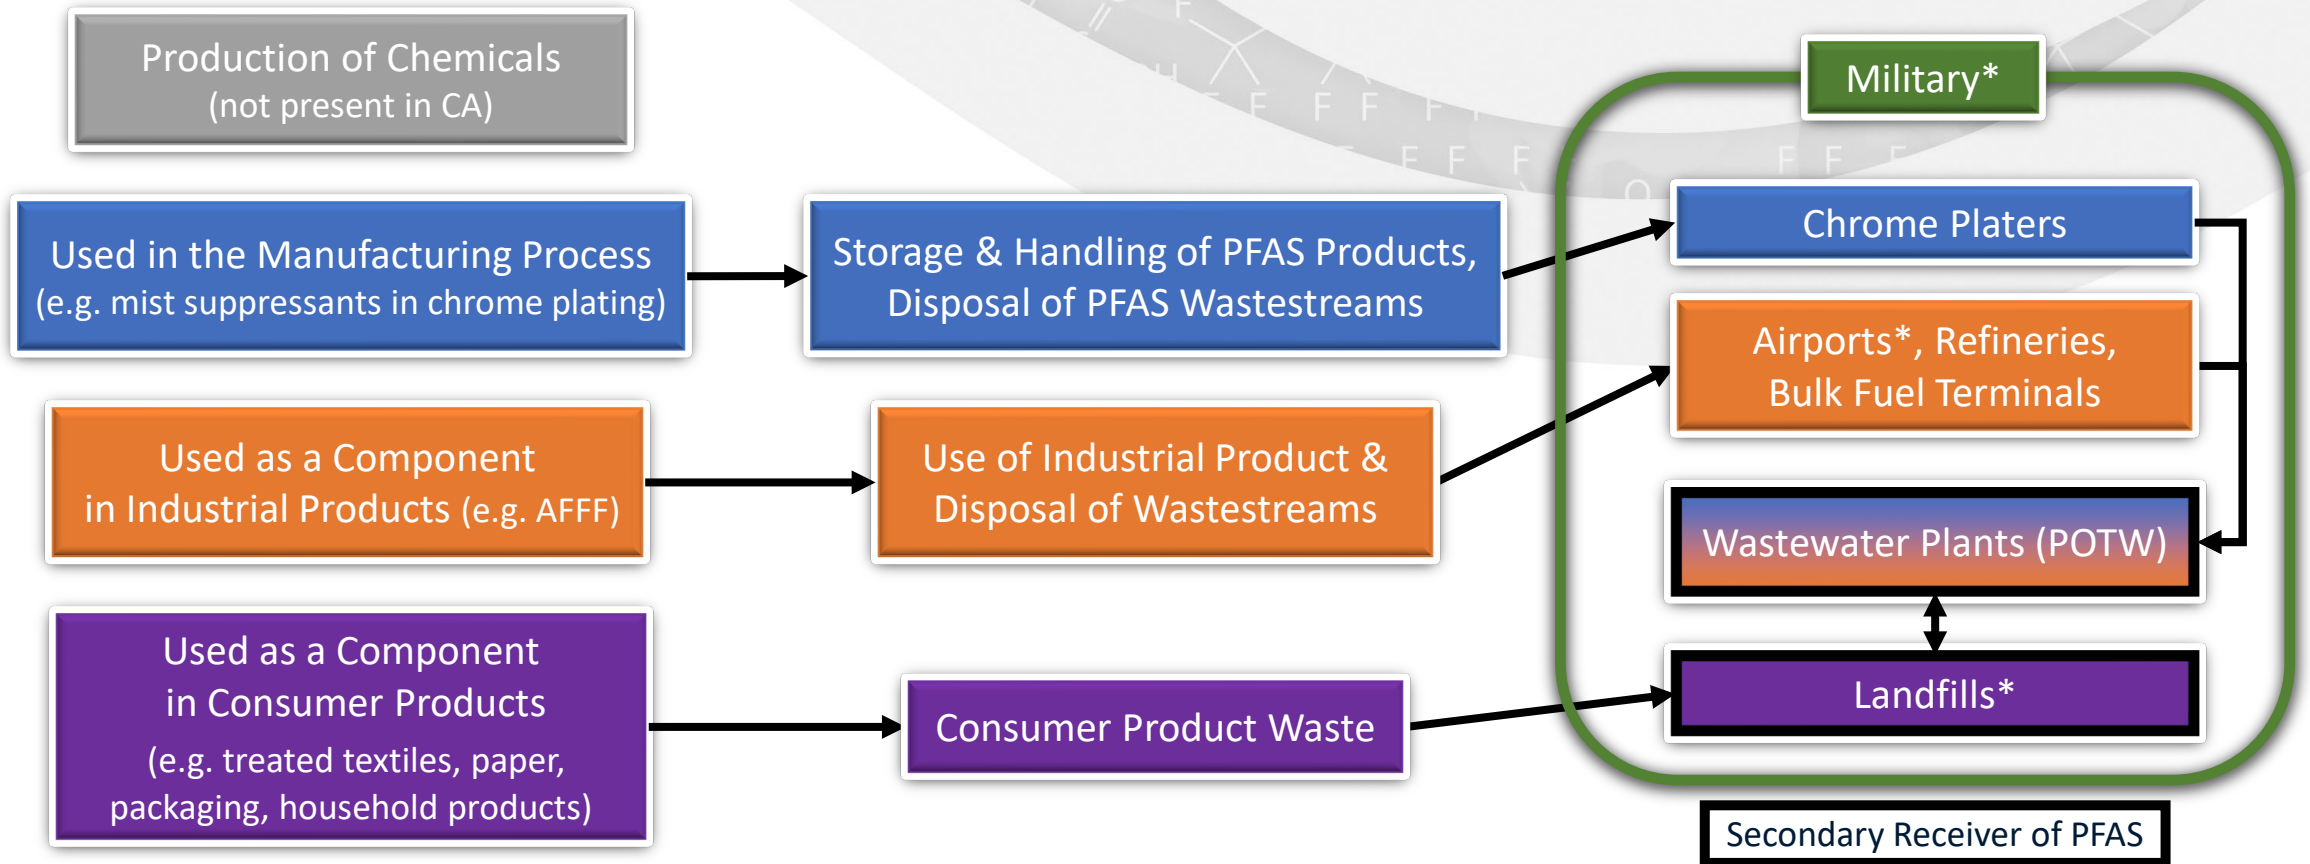 Production of Chemicals
(not present in CA)
Military*
Used in the Manufacturing Process
(e.g. mist suppressants in chrome plating)
Storage & Handling of PFAS Products,
Disposal of PFAS Wastestreams
Chrome Platers
Airports*, Refineries,
Bulk Fuel Terminals
Used as a Component
in Industrial Products (e.g. AFFF)
Use of Industrial Product &
Disposal of Wastestreams
Wastewater Plants (POTW)
Used as a Component
in Consumer Products
(e.g. treated textiles, paper,
packaging, household products)
Consumer Product Waste
Landfills*
Secondary Receiver of PFAS